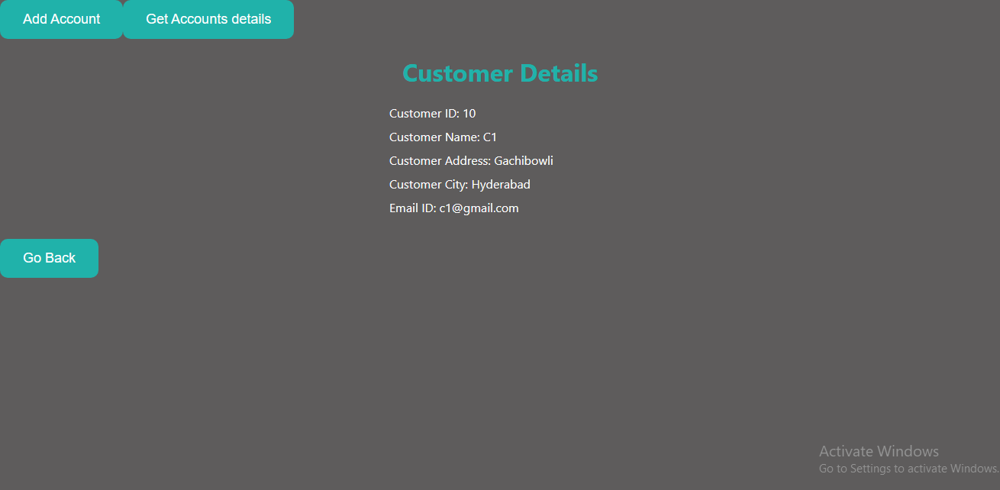 Add Account Get Accounts details
Customer Details
Customer ID: 10
Customer Name: C1
Customer Address: Gachibowli
Customer City: Hyderabad
Email ID: c1@gmail.com
Go Back
Activate Windows
Go to Settings to activate Windows.